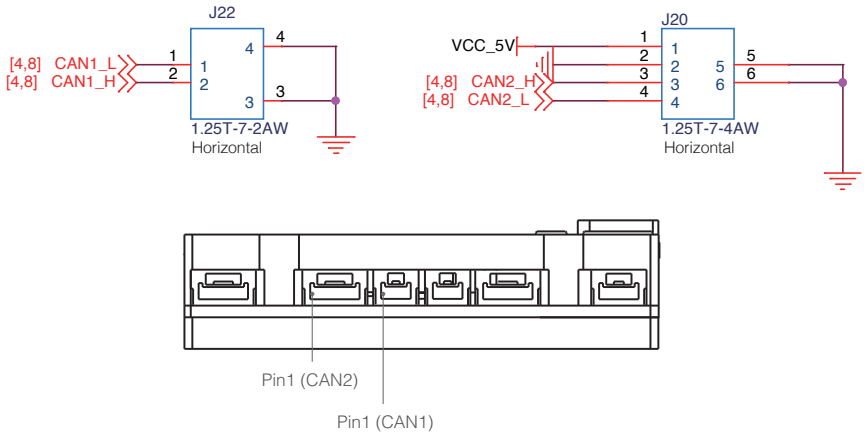 J22
[4,8] CAN1_L 1 1 4 4
[4,8] CAN1_H 2 2
3 3
1.25T-7-2AW
Horizontal
J20
VCC_5V 1 1
2 2 5 5
[4,8] CAN2_H 3 3 6 6
[4,8] CAN2_L 4 4
1.25T-7-4AW
Horizontal
Pin1 (CAN2)
Pin1 (CAN1)